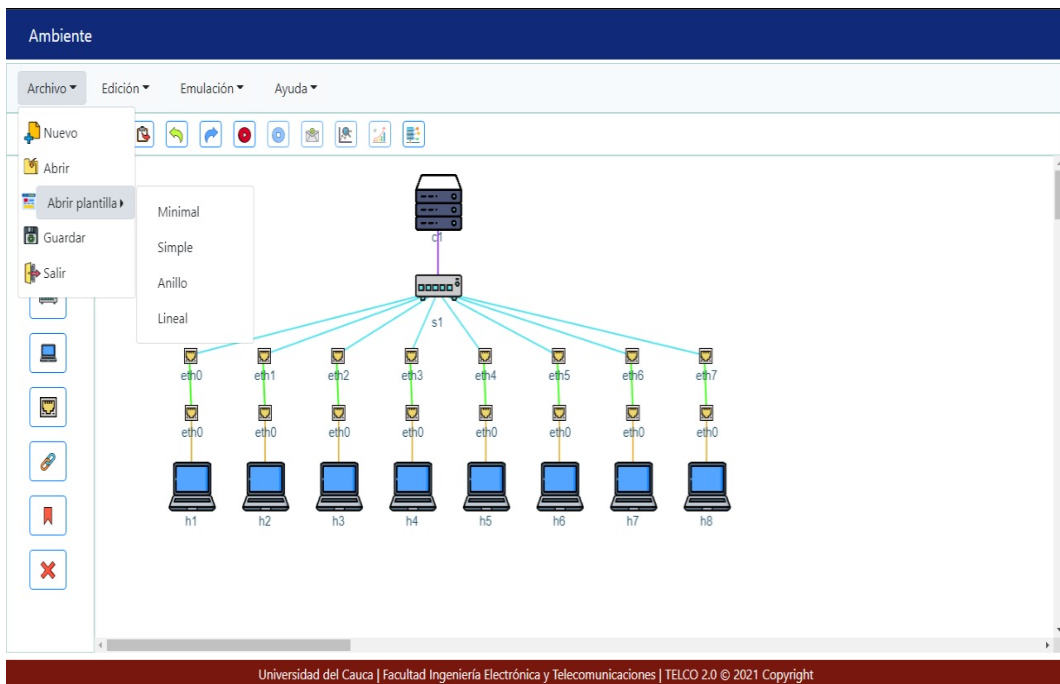 Ambiente
Archivo Edición Emulación Ayuda
Nuevo
Abrir
Abrir plantilla
Guardar
Salir
Minimal
Simple
Anillo
Lineal
c1
s1
eth0 eth1 eth2 eth3 eth4 eth5 eth6 eth7
eth0 eth0 eth0 eth0 eth0 eth0 eth0 eth0
h1 h2 h3 h4 h5 h6 h7 h8
Universidad del Cauca | Facultad Ingeniería Electrónica y Telecomunicaciones | TELCO 2.0 © 2021 Copyright